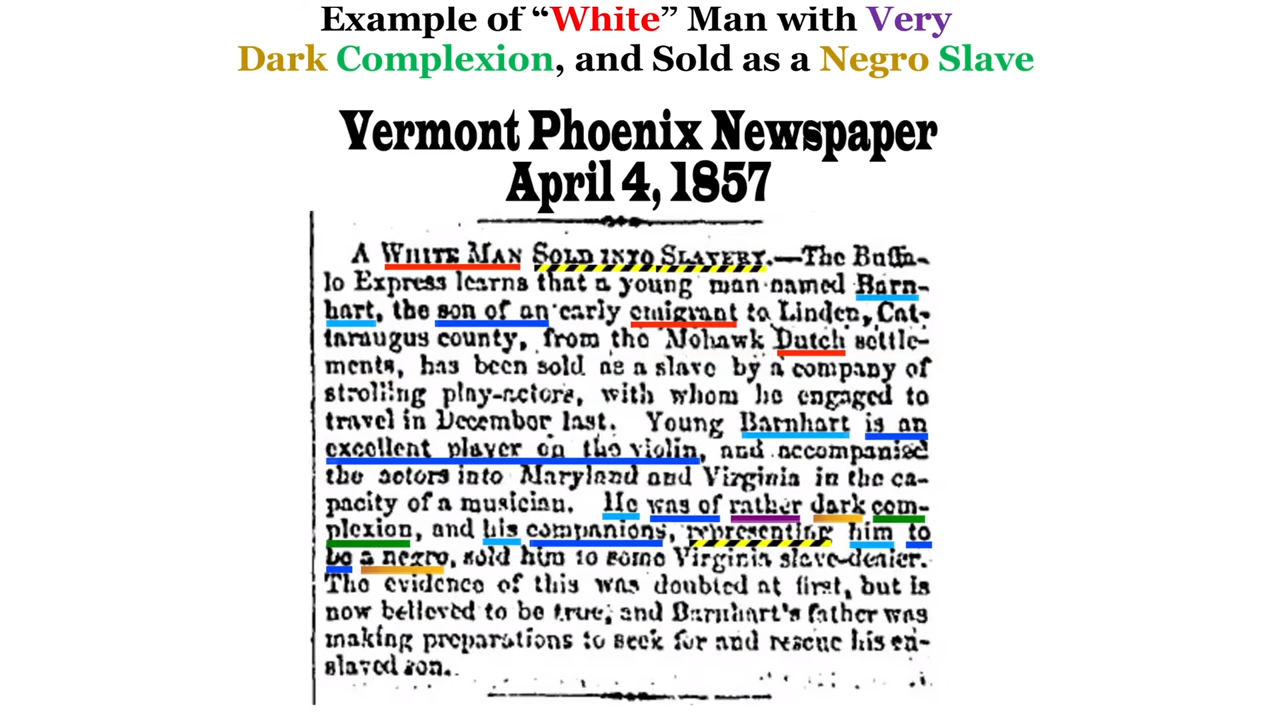 Example of “White” Man with Very
Dark Complexion, and Sold as a Negro Slave
Vermont Phoenix Newspaper
April 4, 1857
A WHITE MAN SOLD INTO SLAVERY.—The Buffa-
lo Express learns that a young man named Barn-
hart, the son of an early emigrant to Linden, Cat-
taraugus county, from the Mohawk Dutch settle-
ments, has been sold as a slave by a company of
strolling play-actors, with whom he engaged to
travel in December last. Young Barnhart is an
excellent player on the violin, and accompanied
the actors into Maryland and Virginia in the ca-
pacity of a musician. He was of rather dark com-
plexion, and his companions, representing him to
be a negro, sold him to some Virginia slave-dealer.
The evidence of this was doubted at first, but is
now believed to be true; and Barnhart's father was
making preparations to seek for and rescue his en-
slaved son.